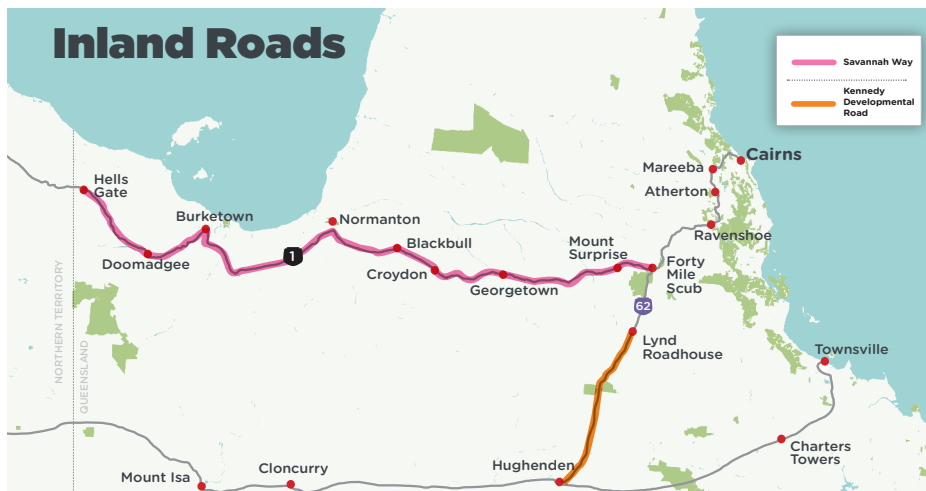 Inland Roads
Savannah Way
Kennedy
Developmental
Road
Cairns
Mareeba
Atherton
Hells
Gate
Burketown
Normanton
Ravenshoe
Blackbull
Mount
Surprise
Doomadgee
1
Croydon
Georgetown
Forty
Mile
Scub
NORTHERN TERRITORY
QUEENSLAND
62
Lynd
Roadhouse
Townsville
Charters
Towers
Hughenden
Cloncurry
Mount Isa